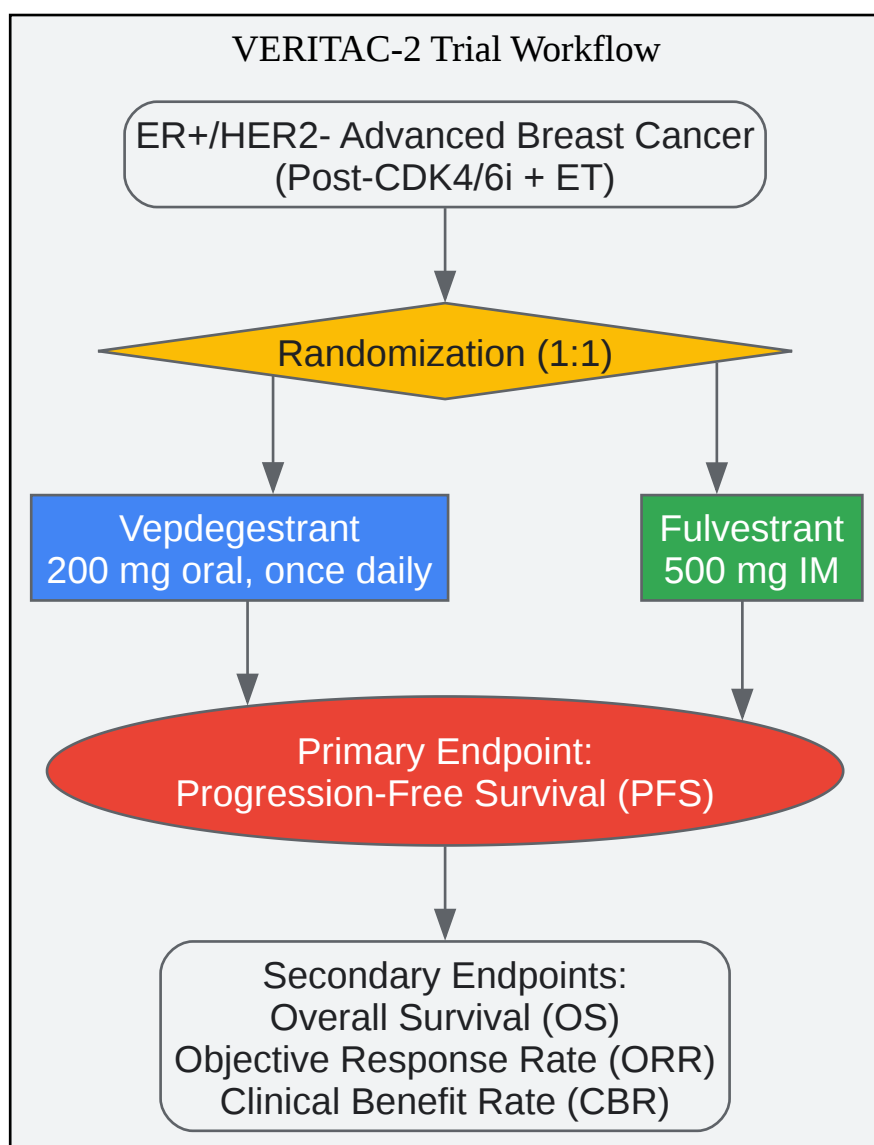 VERITAC-2 Trial Workflow
ER+/HER2- Advanced Breast Cancer
(Post-CDK4/6i + ET)
Randomization (1:1)
Vepdegestrant
200 mg oral, once daily
Fulvestrant
500 mg IM
Primary Endpoint:
Progression-Free Survival (PFS)
Secondary Endpoints:
Overall Survival (OS)
Objective Response Rate (ORR)
Clinical Benefit Rate (CBR)